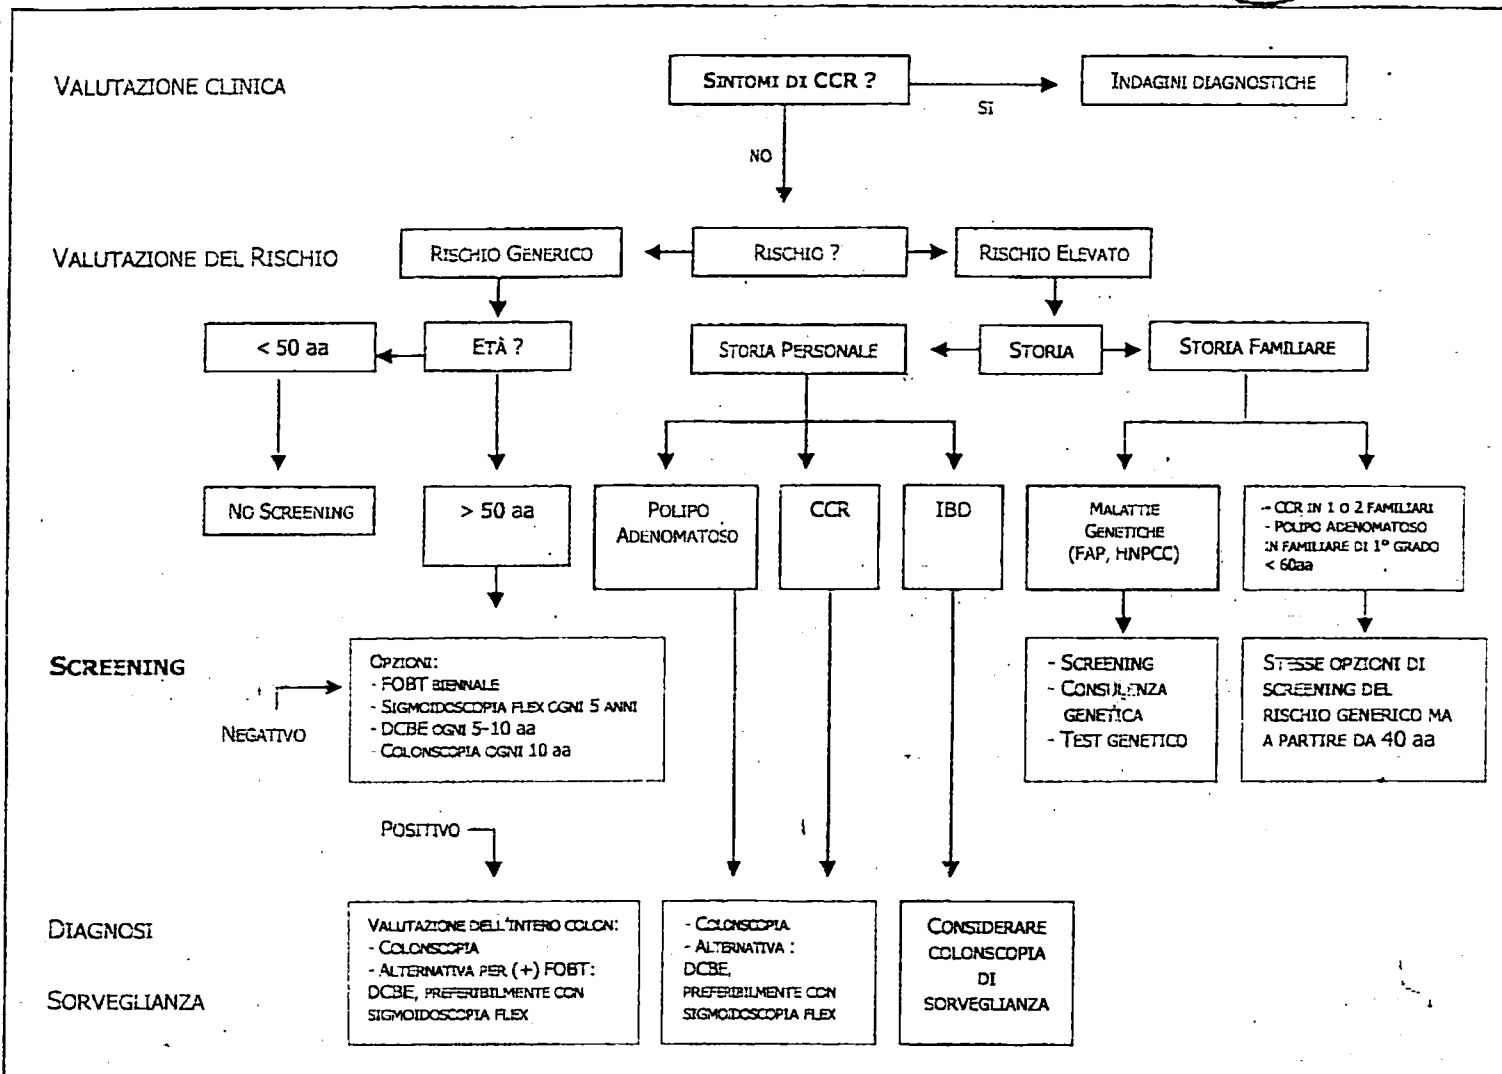 VALUTAZIONE CLINICA
SINTOMI DI CCR ?
SI
INDAGINI DIAGNOSTICHE
NO
VALUTAZIONE DEL RISCHIO
RISCHIO GENERICO
RISCHIO ?
RISCHIO ELEVATO
< 50 aa
ETÀ ?
STORIA PERSONALE
STORIA
STORIA FAMILIARE
NO SCREENING
> 50 aa
POLIPO
ADENOMATOSO
CCR
IBD
MALATTIE
GENETICHE
(FAP, HNPCC)
- CCR IN 1 O 2 FAMILIARI
- POLIPO ADENOMATOSO
IN FAMILIARE DI 1° GRADO
< 60aa
SCREENING
NEGATIVO
OPZIONI:
- FOBT BIENNALE
- SIGMOIDOSCOPIA FLEX OGNI 5 ANNI
- DCBE OGNI 5-10 aa
- COLONSCOPIA OGNI 10 aa
- SCREENING
- CONSULENZA
GENETICA
- TEST GENETICO
STESSE OPZIONI DI
SCREENING DEL
RISCHIO GENERICO MA
A PARTIRE DA 40 aa
POSITIVO
DIAGNOSI
SORVEGLIANZA
VALUTAZIONE DELL'INTERO COLON:
- COLONSCOPIA
- ALTERNATIVA PER (+) FOBT:
DCBE, PREFERIBILMENTE CON
SIGMOIDOSCOPIA FLEX
- COLONSCOPIA
- ALTERNATIVA :
DCBE,
PREFERIBILMENTE CON
SIGMOIDOSCOPIA FLEX
CONSIDERARE
COLONSCOPIA
DI
SORVEGLIANZA